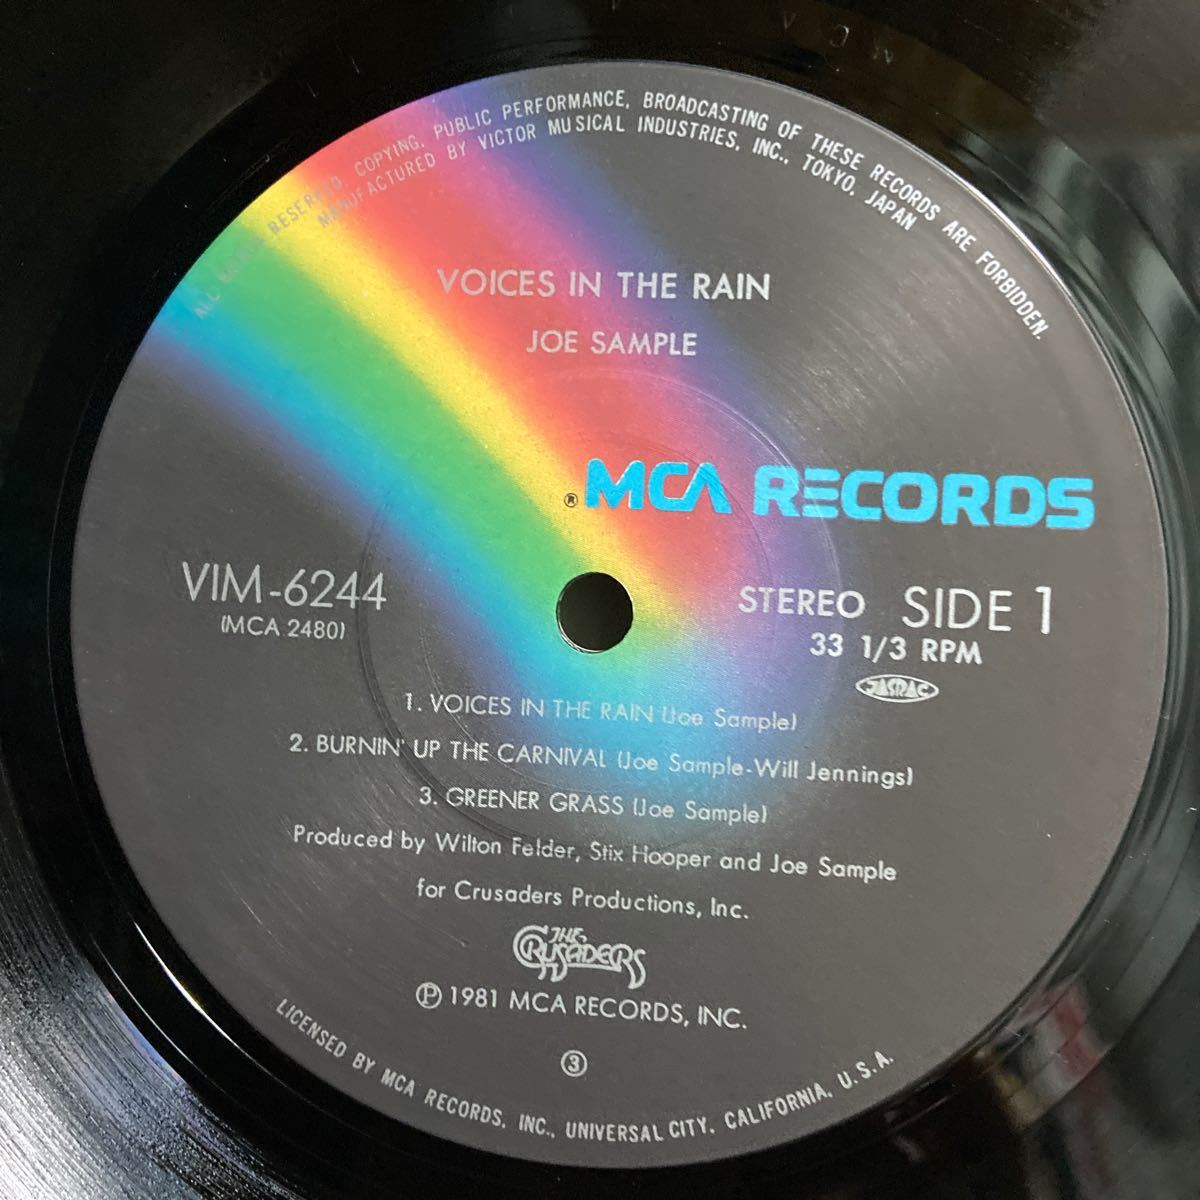 ALL RIGHTS RESERVED. COPYING. PUBLIC PERFORMANCE. BROADCASTING OF THESE RECORDS ARE FORBIDDEN.
MANUFACTURED BY VICTOR MUSICAL INDUSTRIES, INC., TOKYO, JAPAN
VOICES IN THE RAIN
JOE SAMPLE
® MCA RECORDS
VIM-6244
(MCA 2480)
STEREO SIDE 1
33 1/3 RPM
JASRAC
1. VOICES IN THE RAIN (Joe Sample)
2. BURNIN' UP THE CARNIVAL (Joe Sample-Will Jennings)
3. GREENER GRASS (Joe Sample)
Produced by Wilton Felder, Stix Hooper and Joe Sample
for Crusaders Productions, Inc.
THE CRUSADERS
℗ 1981 MCA RECORDS, INC.
③
LICENSED BY MCA RECORDS, INC., UNIVERSAL CITY, CALIFORNIA, U.S.A.
M C A